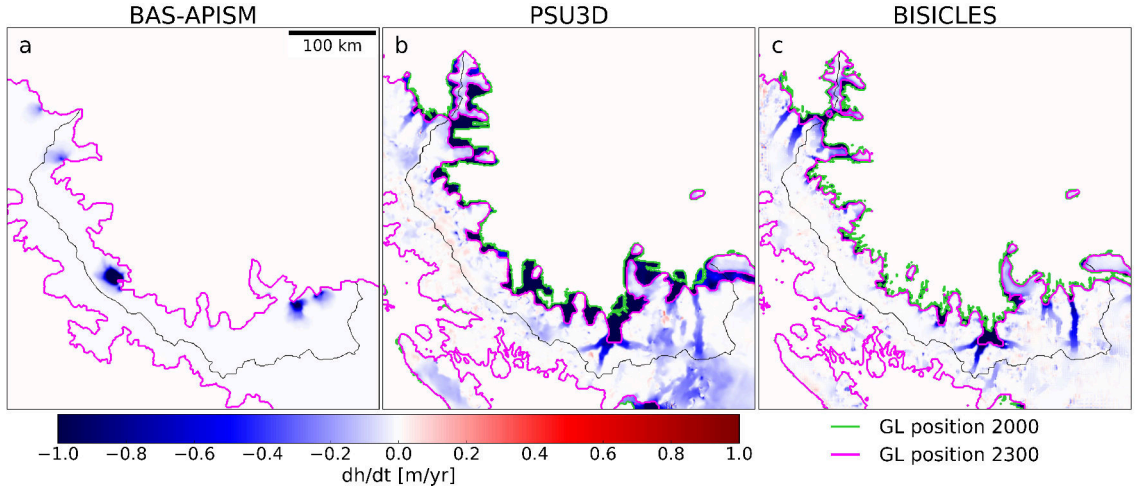 BAS-APISM PSU3D BISICLES
a b c
100 km
−1.0 −0.8 −0.6 −0.4 −0.2 0.0 0.2 0.4 0.6 0.8 1.0
dh/dt [m/yr]
GL position 2000
GL position 2300